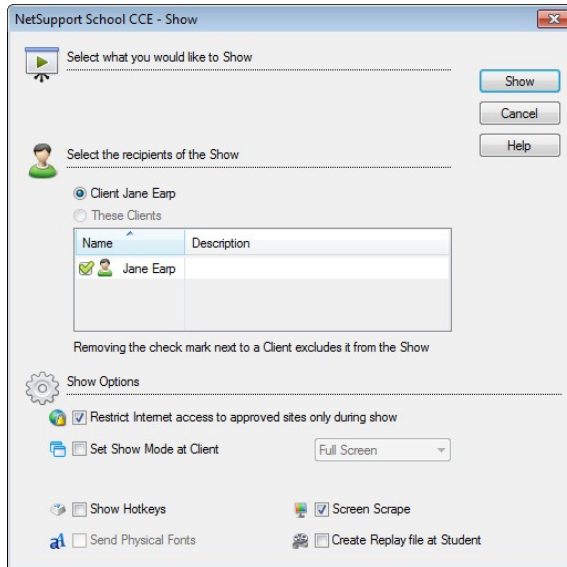 NetSupport School CCE - Show
Select what you would like to Show
Show
Cancel
Help
Select the recipients of the Show
Client Jane Earp
These Clients
Name Description
Jane Earp
Removing the check mark next to a Client excludes it from the Show
Show Options
Restrict Internet access to approved sites only during show
Set Show Mode at Client Full Screen
Show Hotkeys Screen Scrape
Send Physical Fonts Create Replay file at Student